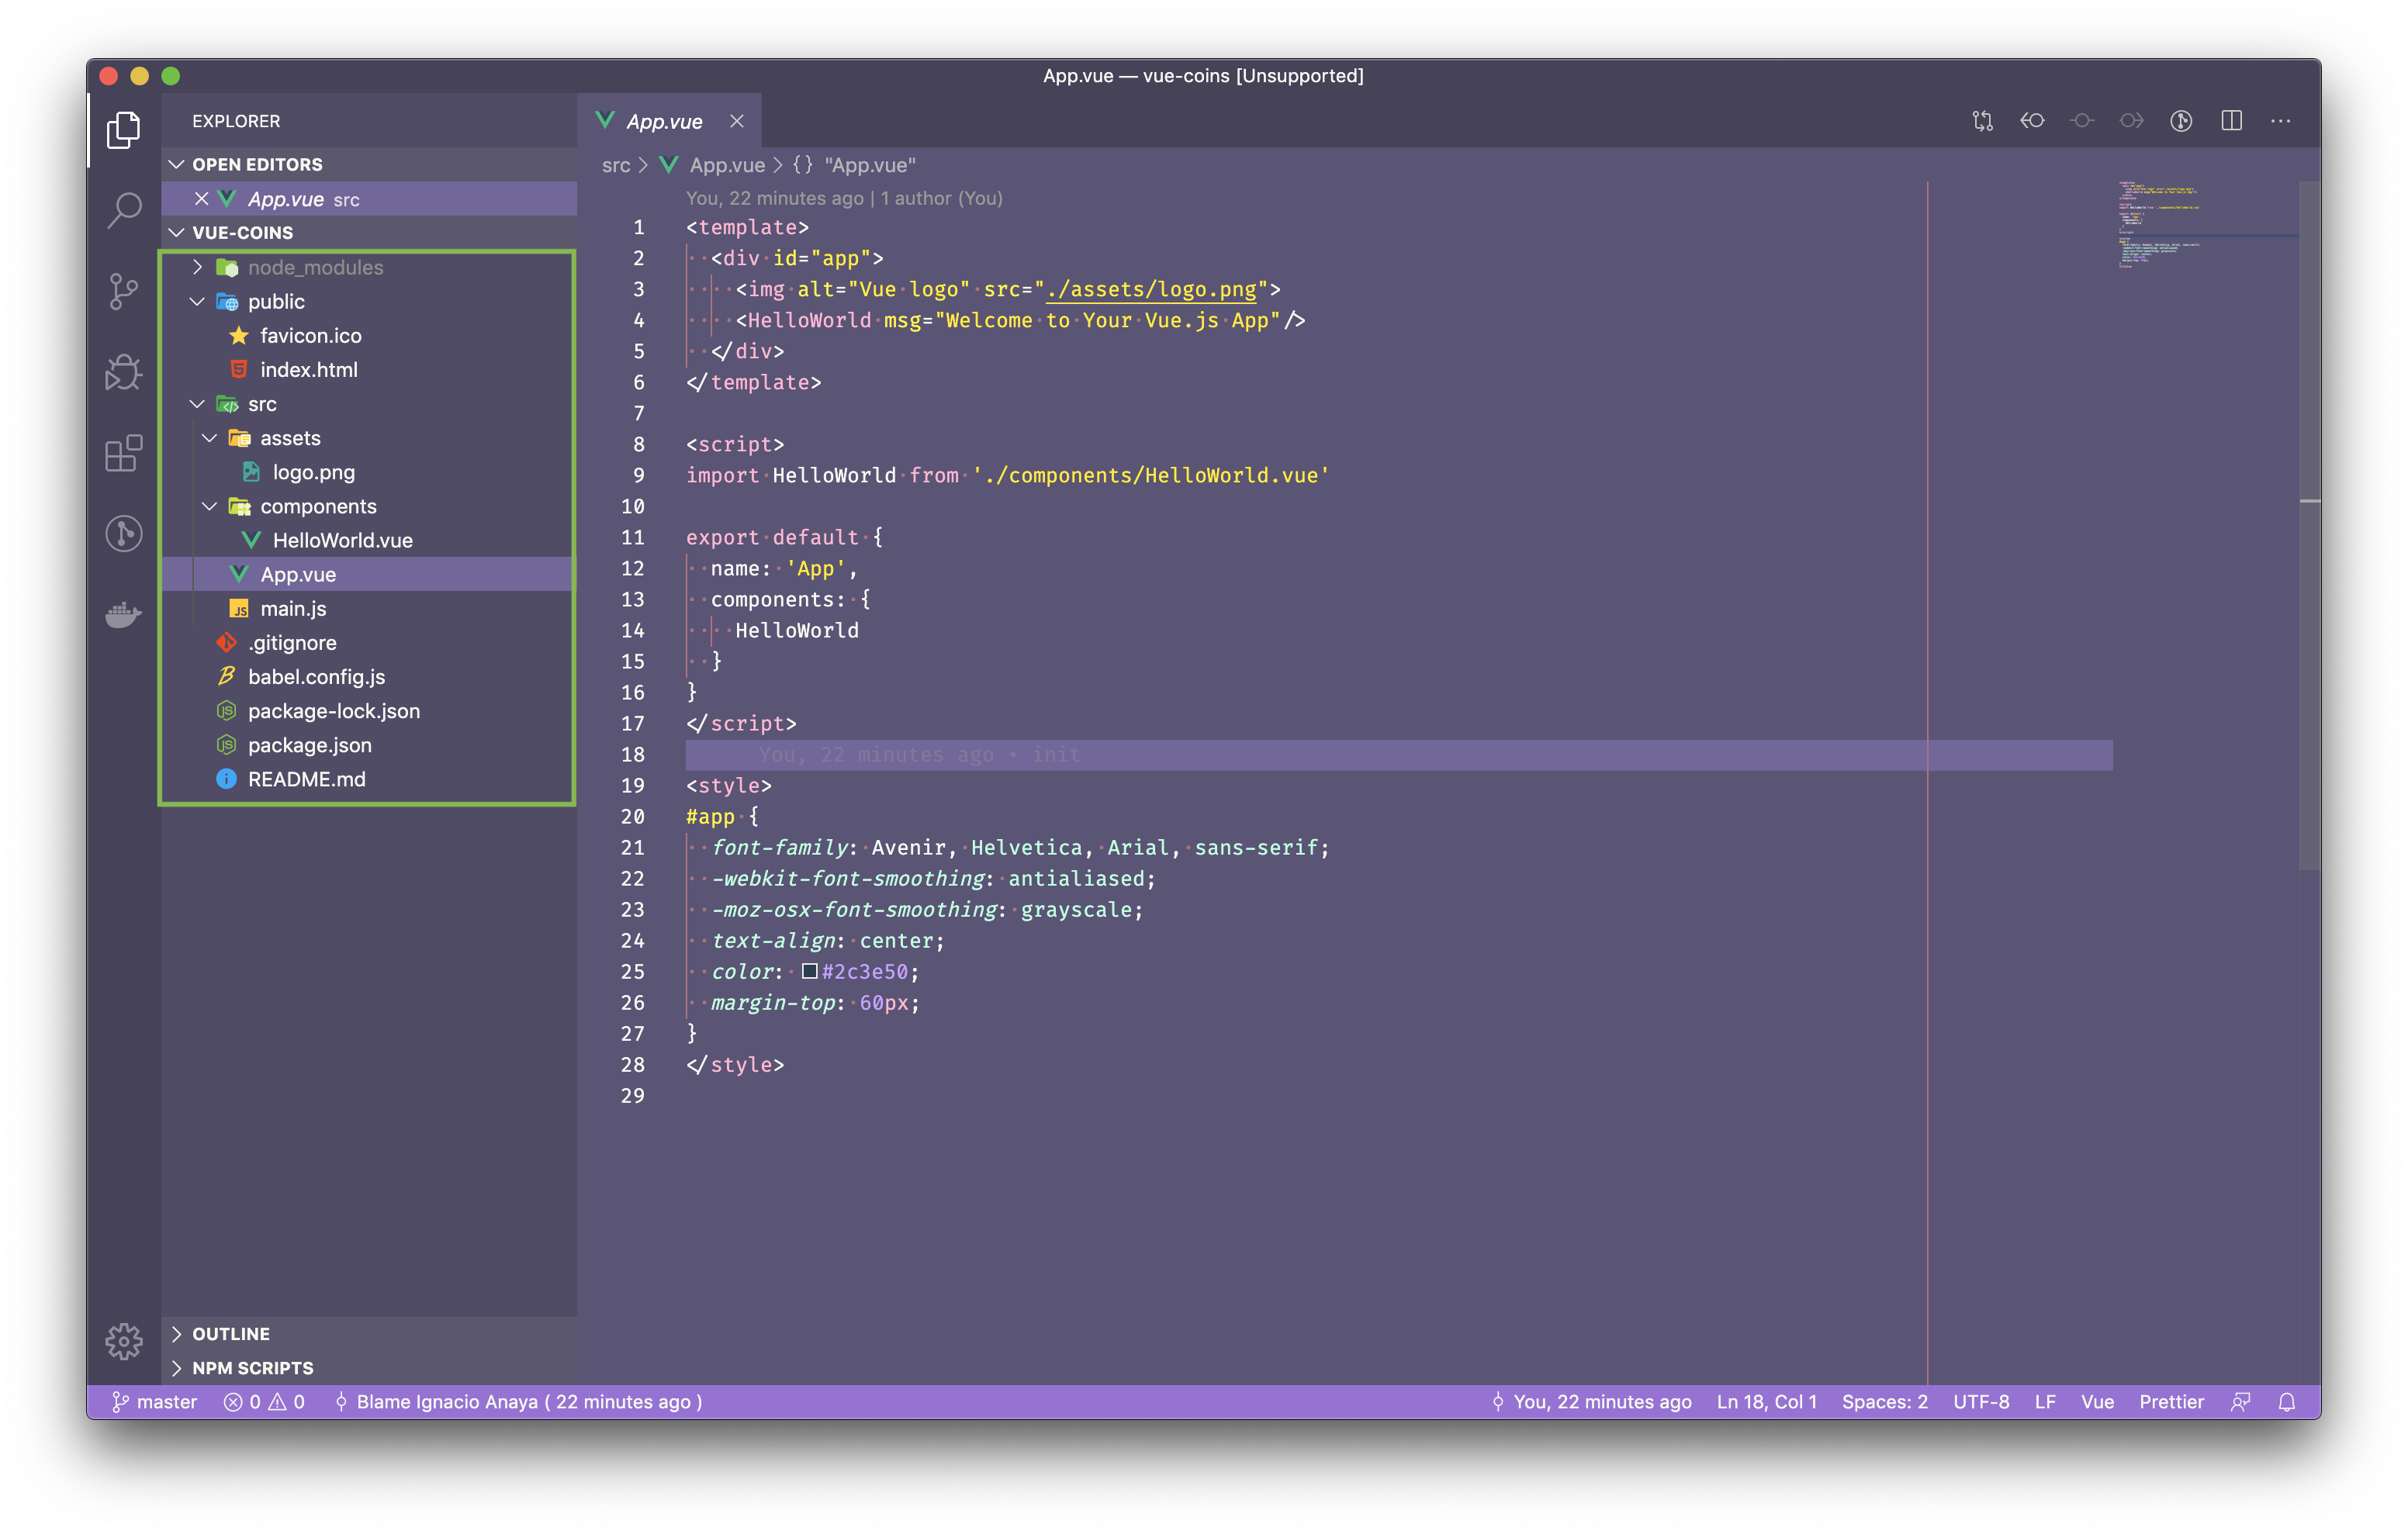 App.vue — vue-coins [Unsupported]
EXPLORER
OPEN EDITORS
App.vue src
VUE-COINS
node_modules
public
favicon.ico
index.html
src
assets
logo.png
components
HelloWorld.vue
App.vue
main.js
.gitignore
babel.config.js
package-lock.json
package.json
README.md
OUTLINE
NPM SCRIPTS
App.vue
src > App.vue > {} "App.vue"
You, 22 minutes ago | 1 author (You)
1 <template>
2   <div id="app">
3     <img alt="Vue logo" src="./assets/logo.png">
4     <HelloWorld msg="Welcome to Your Vue.js App"/>
5   </div>
6 </template>
7
8 <script>
9 import HelloWorld from './components/HelloWorld.vue'
10
11 export default {
12   name: 'App',
13   components: {
14     HelloWorld
15   }
16 }
17 </script>
18 You, 22 minutes ago • init
19 <style>
20 #app {
21   font-family: Avenir, Helvetica, Arial, sans-serif;
22   -webkit-font-smoothing: antialiased;
23   -moz-osx-font-smoothing: grayscale;
24   text-align: center;
25   color: #2c3e50;
26   margin-top: 60px;
27 }
28 </style>
29
master 0 0 Blame Ignacio Anaya ( 22 minutes ago ) You, 22 minutes ago Ln 18, Col 1 Spaces: 2 UTF-8 LF Vue Prettier